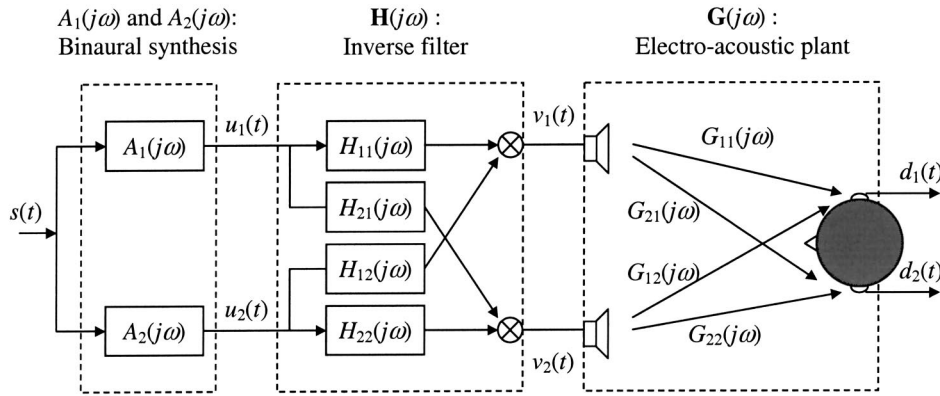 A₁(jω) and A₂(jω):
Binaural synthesis
H(jω) :
Inverse filter
G(jω) :
Electro-acoustic plant
s(t)
A₁(jω)
A₂(jω)
u₁(t)
u₂(t)
H₁₁(jω)
H₂₁(jω)
H₁₂(jω)
H₂₂(jω)
v₁(t)
v₂(t)
G₁₁(jω)
G₂₁(jω)
G₁₂(jω)
G₂₂(jω)
d₁(t)
d₂(t)